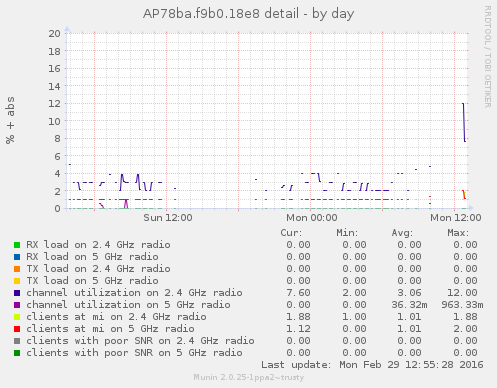 AP78ba.f9b0.18e8 detail - by day
RRDTOOL / TOBI OETIKER
% + abs
20
18
16
14
12
10
8
6
4
2
0
Sun 12:00 Mon 00:00 Mon 12:00
Cur: Min: Avg: Max:
RX load on 2.4 GHz radio 0.00 0.00 0.00 0.00
RX load on 5 GHz radio 0.00 0.00 0.00 0.00
TX load on 2.4 GHz radio 0.00 0.00 0.00 0.00
TX load on 5 GHz radio 0.00 0.00 0.00 0.00
channel utilization on 2.4 GHz radio 7.60 2.00 3.06 12.00
channel utilization on 5 GHz radio 0.00 0.00 36.32m 963.33m
clients at mi on 2.4 GHz radio 1.88 1.00 1.01 1.88
clients at mi on 5 GHz radio 1.12 0.00 1.01 2.00
clients with poor SNR on 2.4 GHz radio 0.00 0.00 0.00 0.00
clients with poor SNR on 5 GHz radio 0.00 0.00 0.00 0.00
Last update: Mon Feb 29 12:55:28 2016
Munin 2.0.25-1ppa2~trusty